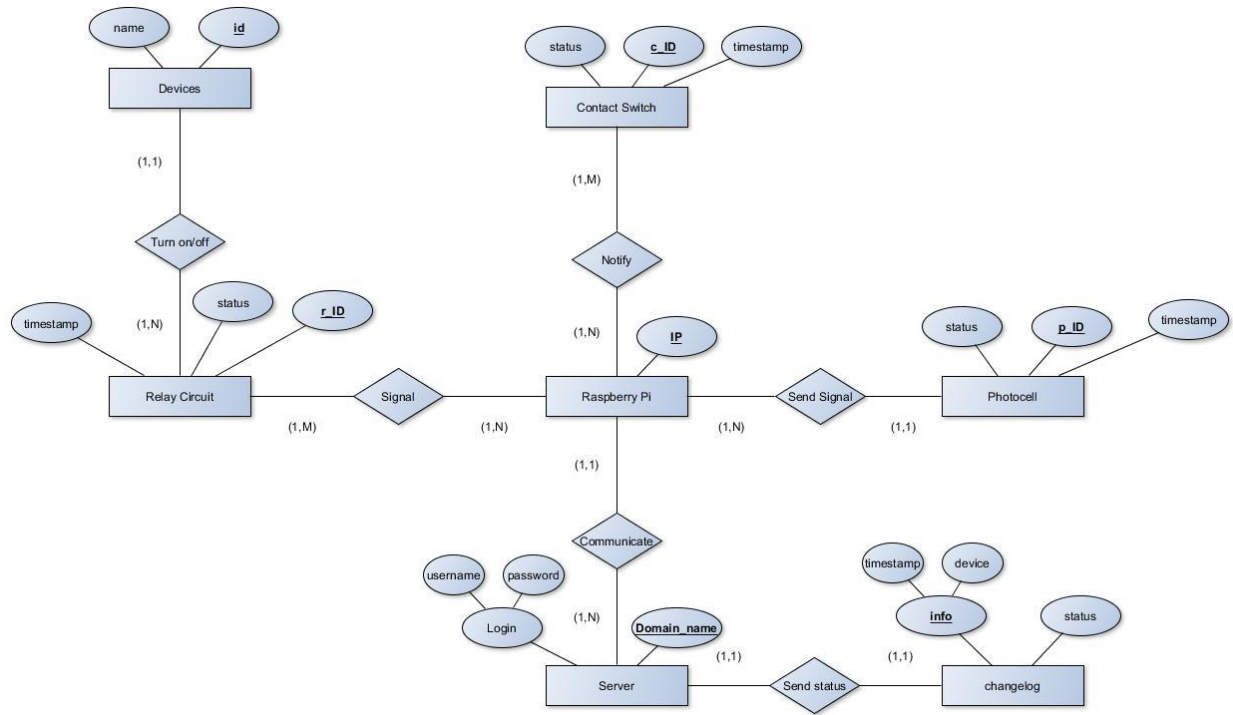 name
id
status
c_ID
timestamp
Devices
Contact Switch
(1,1)
(1,M)
Turn on/off
Notify
status
r_ID
timestamp
(1,N)
(1,N)
IP
status
p_ID
timestamp
Relay Circuit
Signal
Raspberry Pi
Send Signal
Photocell
(1,M)
(1,N)
(1,N)
(1,1)
(1,1)
Communicate
username
password
timestamp
device
Login
(1,N)
Domain_name
info
status
(1,1)
(1,1)
Server
Send status
changelog